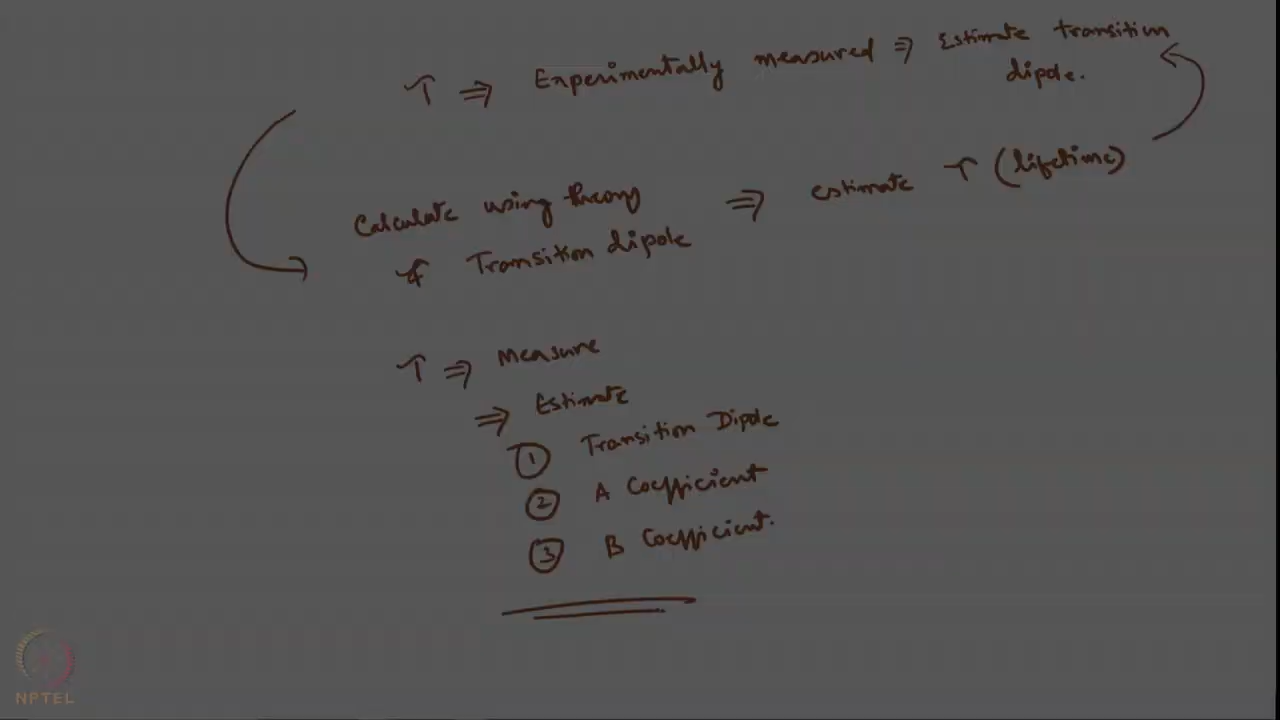 τ ⇒ Experimentally measured ⇒ Estimate transition
dipole.
Calculate using theory ⇒ estimate τ (lifetime)
of Transition dipole
τ ⇒ Measure
⇒ Estimate
① Transition Dipole
② A Coefficient
③ B Coefficient.
NPTEL